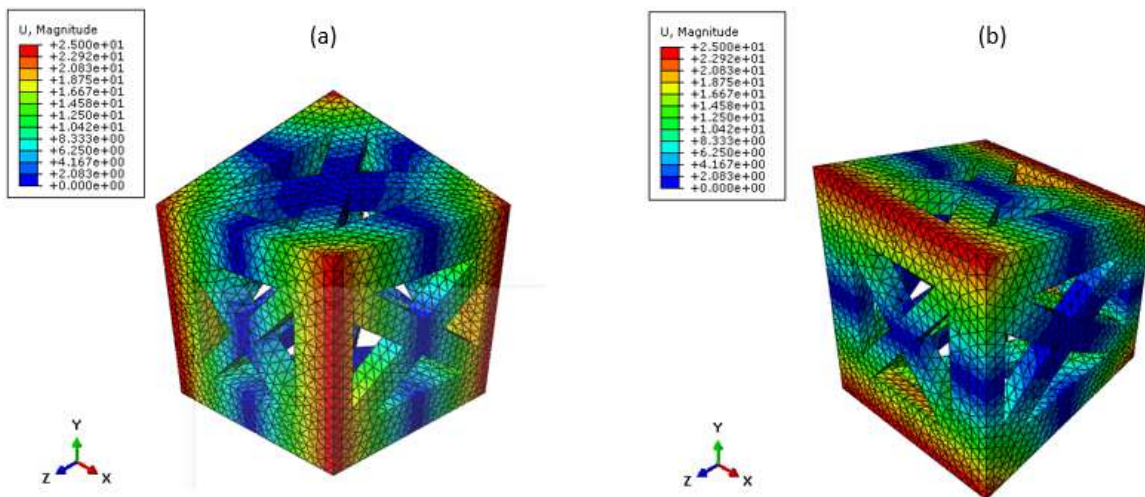 (a)
U, Magnitude
+2.500e+01
+2.292e+01
+2.083e+01
+1.875e+01
+1.667e+01
+1.458e+01
+1.250e+01
+1.042e+01
+8.333e+00
+6.250e+00
+4.167e+00
+2.083e+00
+0.000e+00
Y
Z
X
(b)
U, Magnitude
+2.500e+01
+2.292e+01
+2.083e+01
+1.875e+01
+1.667e+01
+1.458e+01
+1.250e+01
+1.042e+01
+8.333e+00
+6.250e+00
+4.167e+00
+2.083e+00
+0.000e+00
Y
Z
X